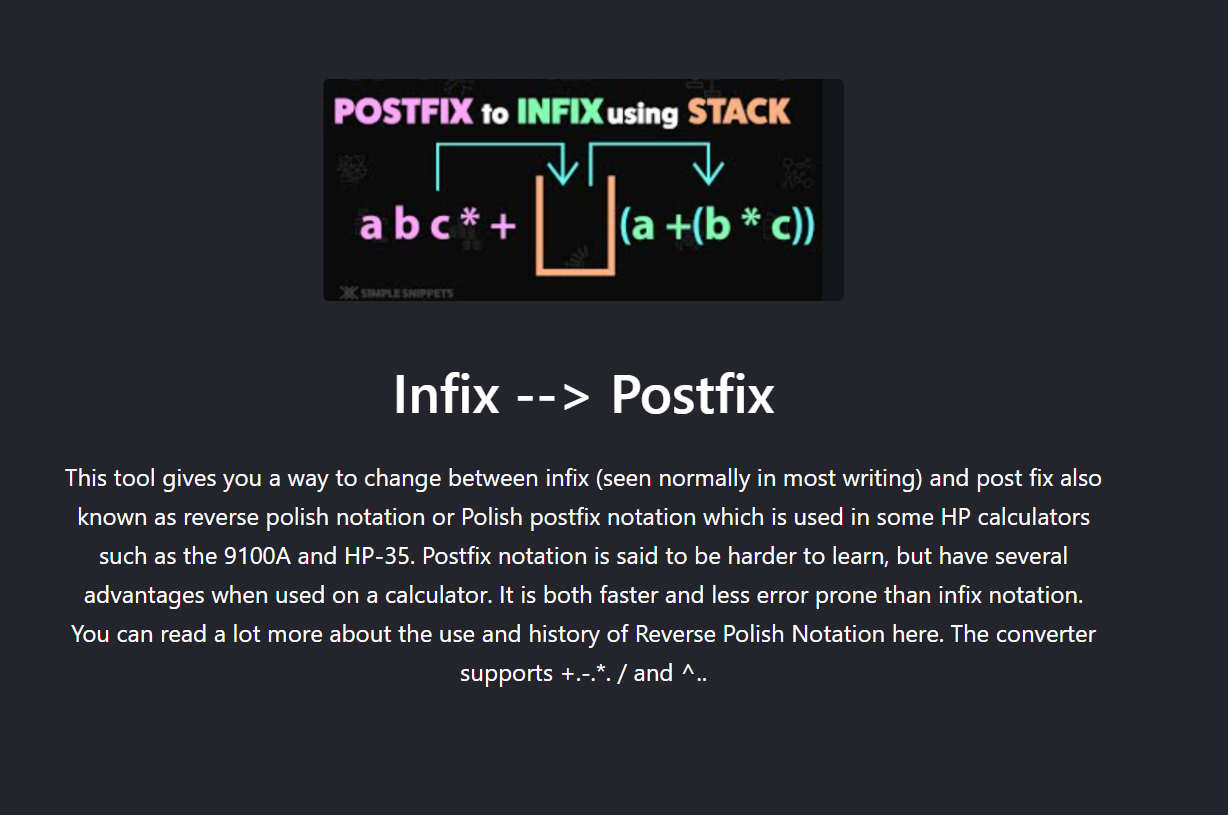 POSTFIX to INFIX using STACK
a b c * + (a +(b * c))
SIMPLE SNIPPETS
Infix --> Postfix
This tool gives you a way to change between infix (seen normally in most writing) and post fix also
known as reverse polish notation or Polish postfix notation which is used in some HP calculators
such as the 9100A and HP-35. Postfix notation is said to be harder to learn, but have several
advantages when used on a calculator. It is both faster and less error prone than infix notation.
You can read a lot more about the use and history of Reverse Polish Notation here. The converter
supports +.-.*. / and ^..